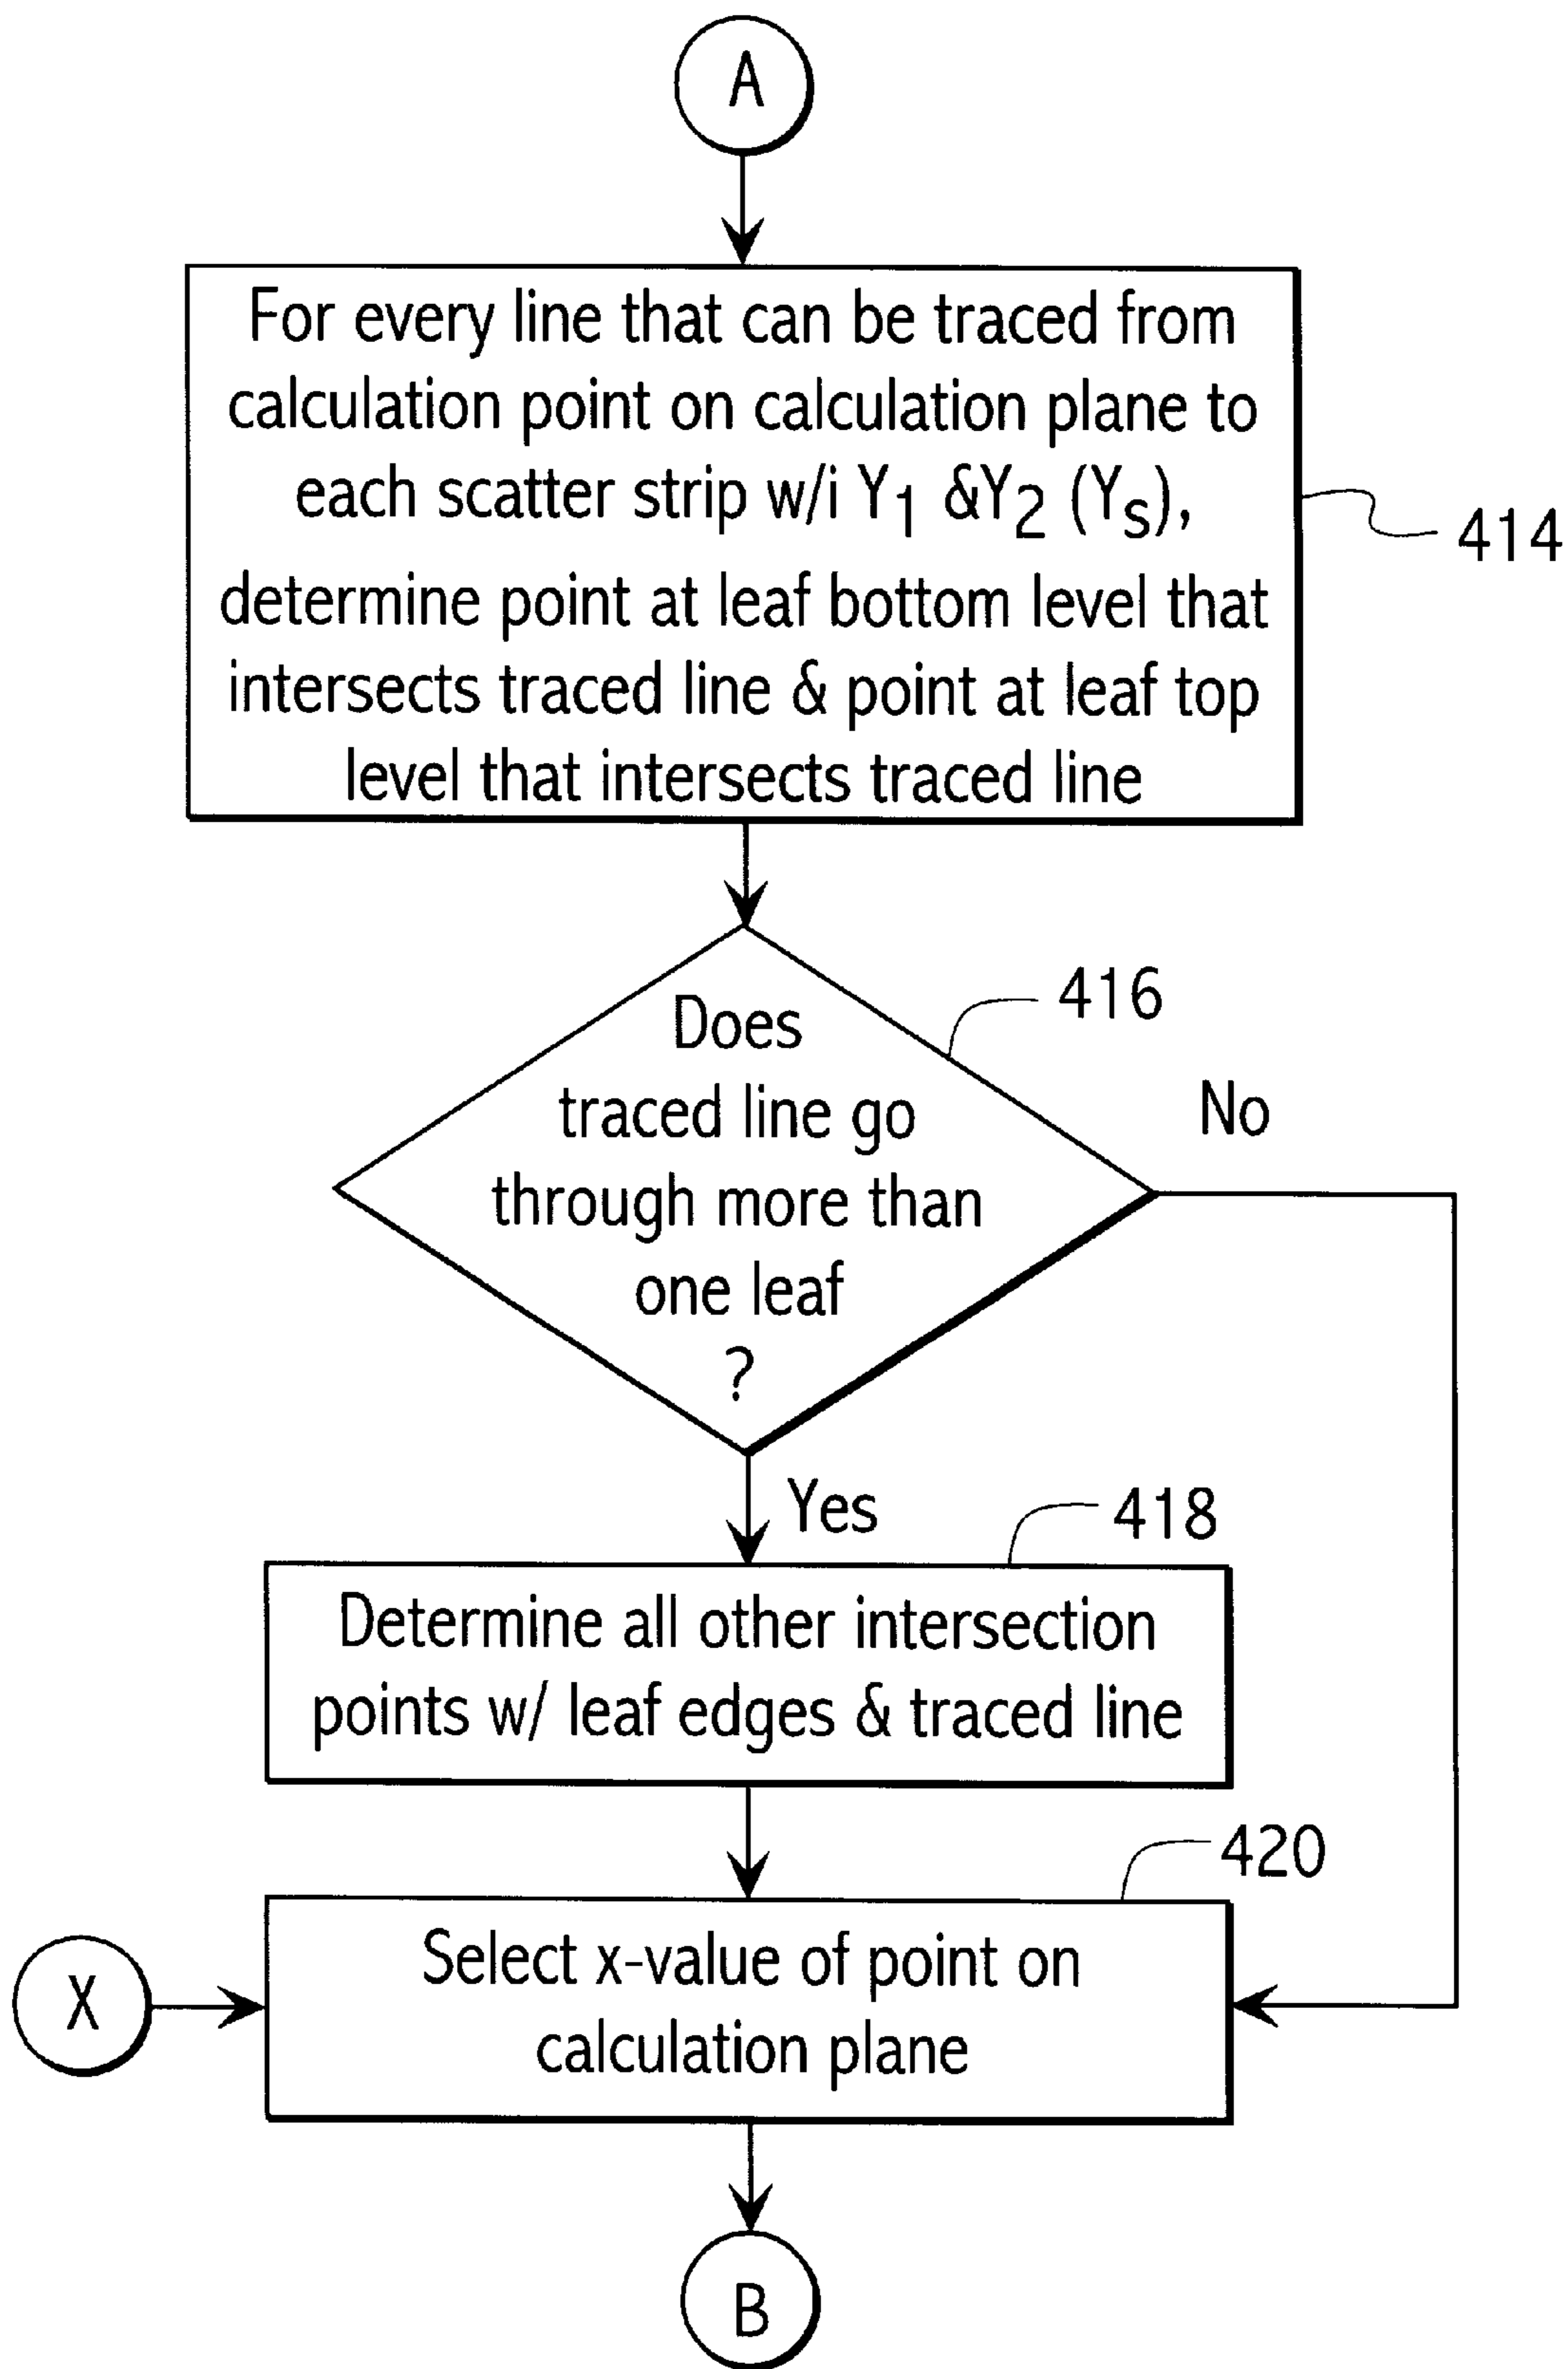 A
For every line that can be traced from
calculation point on calculation plane to
each scatter strip w/i Y1 &Y2 (Ys),
determine point at leaf bottom level that
intersects traced line & point at leaf top
level that intersects traced line
414
Does
traced line go
through more than
one leaf
?
416
No
Yes
418
Determine all other intersection
points w/ leaf edges & traced line
420
Select x-value of point on
calculation plane
X
B